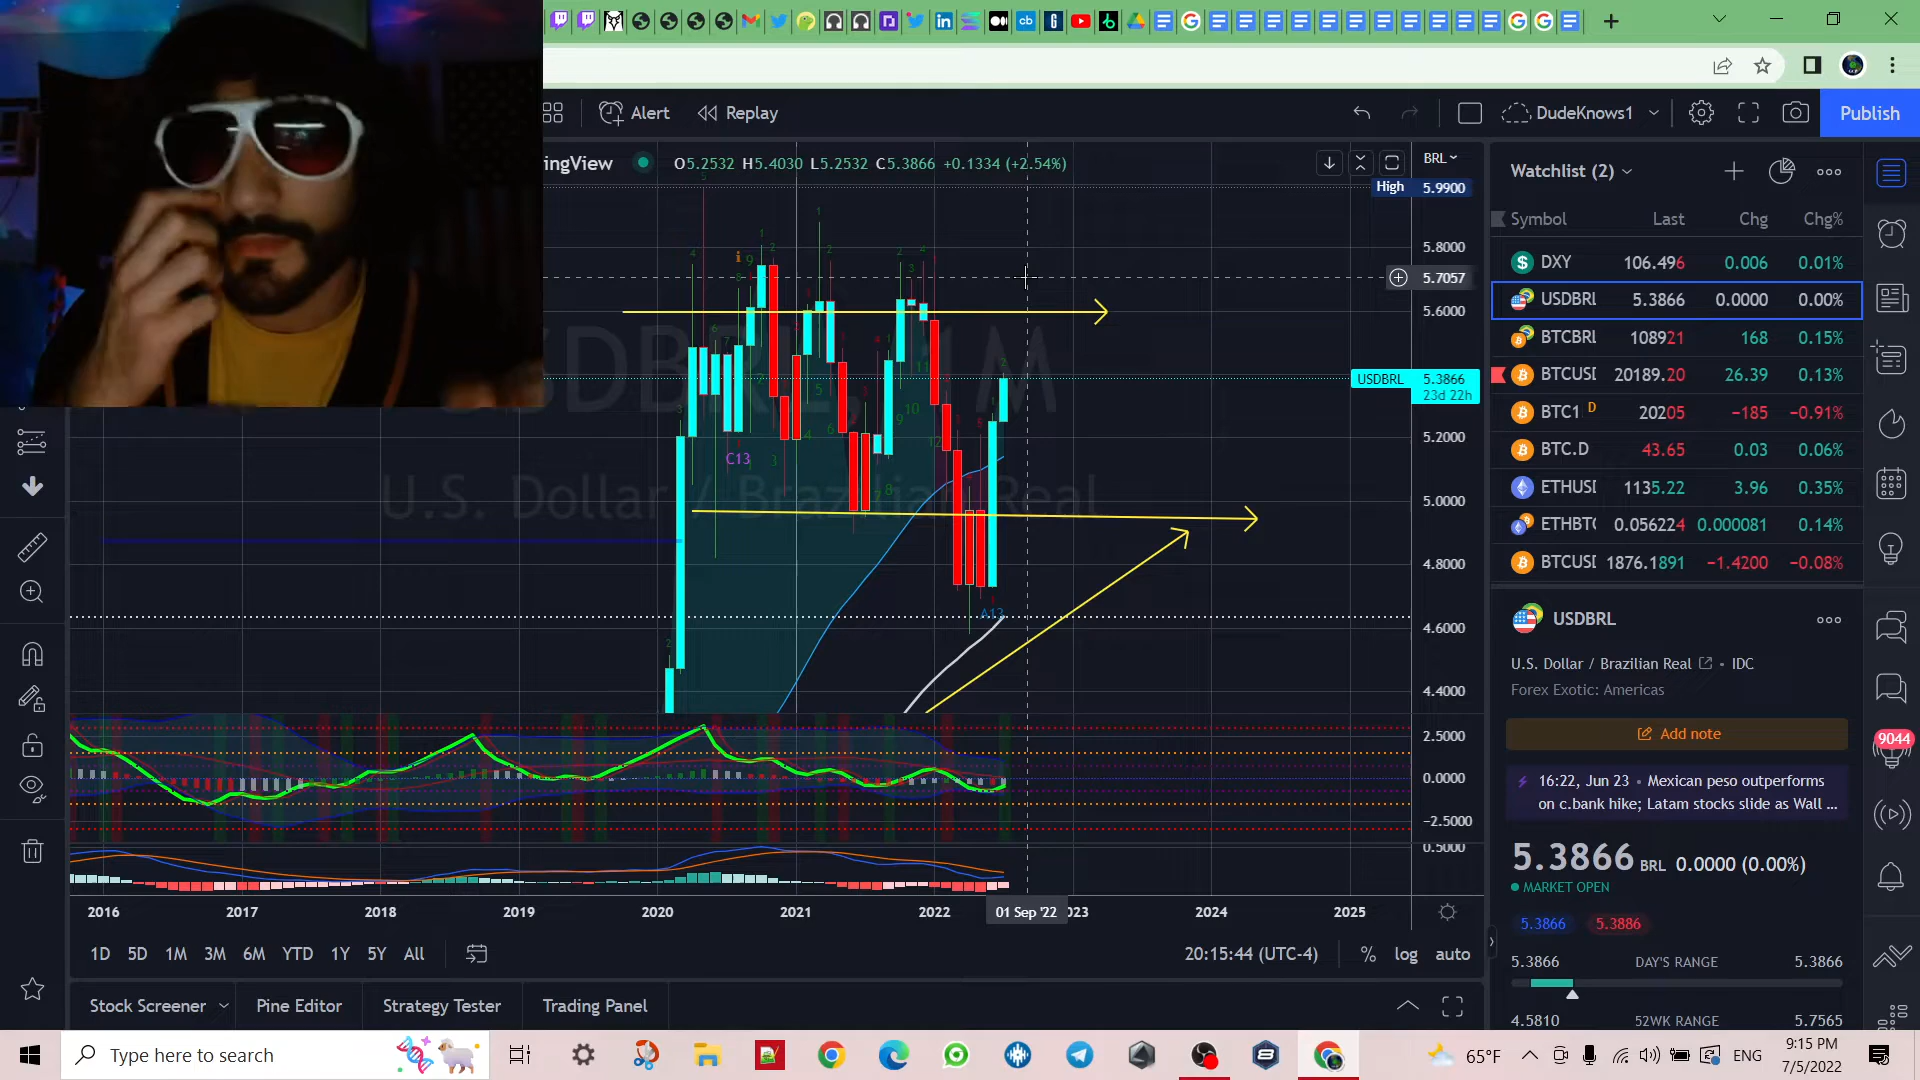 Alert
Replay
DudeKnows1
Publish
ingView
O5.2532 H5.4030 L5.2532 C5.3866 +0.1334 (+2.54%)
BRL
High 5.9900
5.8000
5.7057
5.6000
USDBRL 5.3866
23d 22h
5.2000
5.0000
4.8000
4.6000
4.4000
C13
A13
U.S. Dollar / Brazilian Real
2.5000
0.0000
−2.5000
0.5000
2016 2017 2018 2019 2020 2021 2022 01 Sep '22 023 2024 2025
1D 5D 1M 3M 6M YTD 1Y 5Y All
20:15:44 (UTC-4) % log auto
Stock Screener Pine Editor Strategy Tester Trading Panel
Watchlist (2)
Symbol Last Chg Chg%
DXY 106.496 0.006 0.01%
USDBRL 5.3866 0.0000 0.00%
BTCBRL 108921 168 0.15%
BTCUSD 20189.20 26.39 0.13%
BTC1 D 20205 −185 −0.91%
BTC.D 43.65 0.03 0.06%
ETHUSD 1135.22 3.96 0.35%
ETHBTC 0.056224 0.000081 0.14%
BTCUSD 1876.1891 −1.4200 −0.08%
USDBRL
U.S. Dollar / Brazilian Real • IDC
Forex Exotic: Americas
Add note
16:22, Jun 23 • Mexican peso outperforms
on c.bank hike; Latam stocks slide as Wall ...
5.3866 BRL 0.0000 (0.00%)
MARKET OPEN
5.3866 5.3886
5.3866 DAY'S RANGE 5.3866
4.5810 52WK RANGE 5.7565
9044
Type here to search
65°F
ENG
9:15 PM
7/5/2022